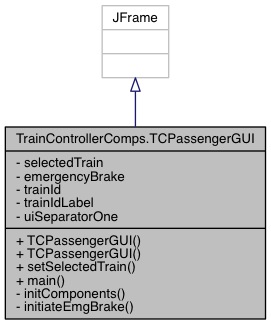 JFrame
TrainControllerComps.TCPassengerGUI
- selectedTrain
- emergencyBrake
- trainId
- trainIdLabel
- uiSeparatorOne
+ TCPassengerGUI()
+ TCPassengerGUI()
+ setSelectedTrain()
+ main()
- initComponents()
- initiateEmgBrake()